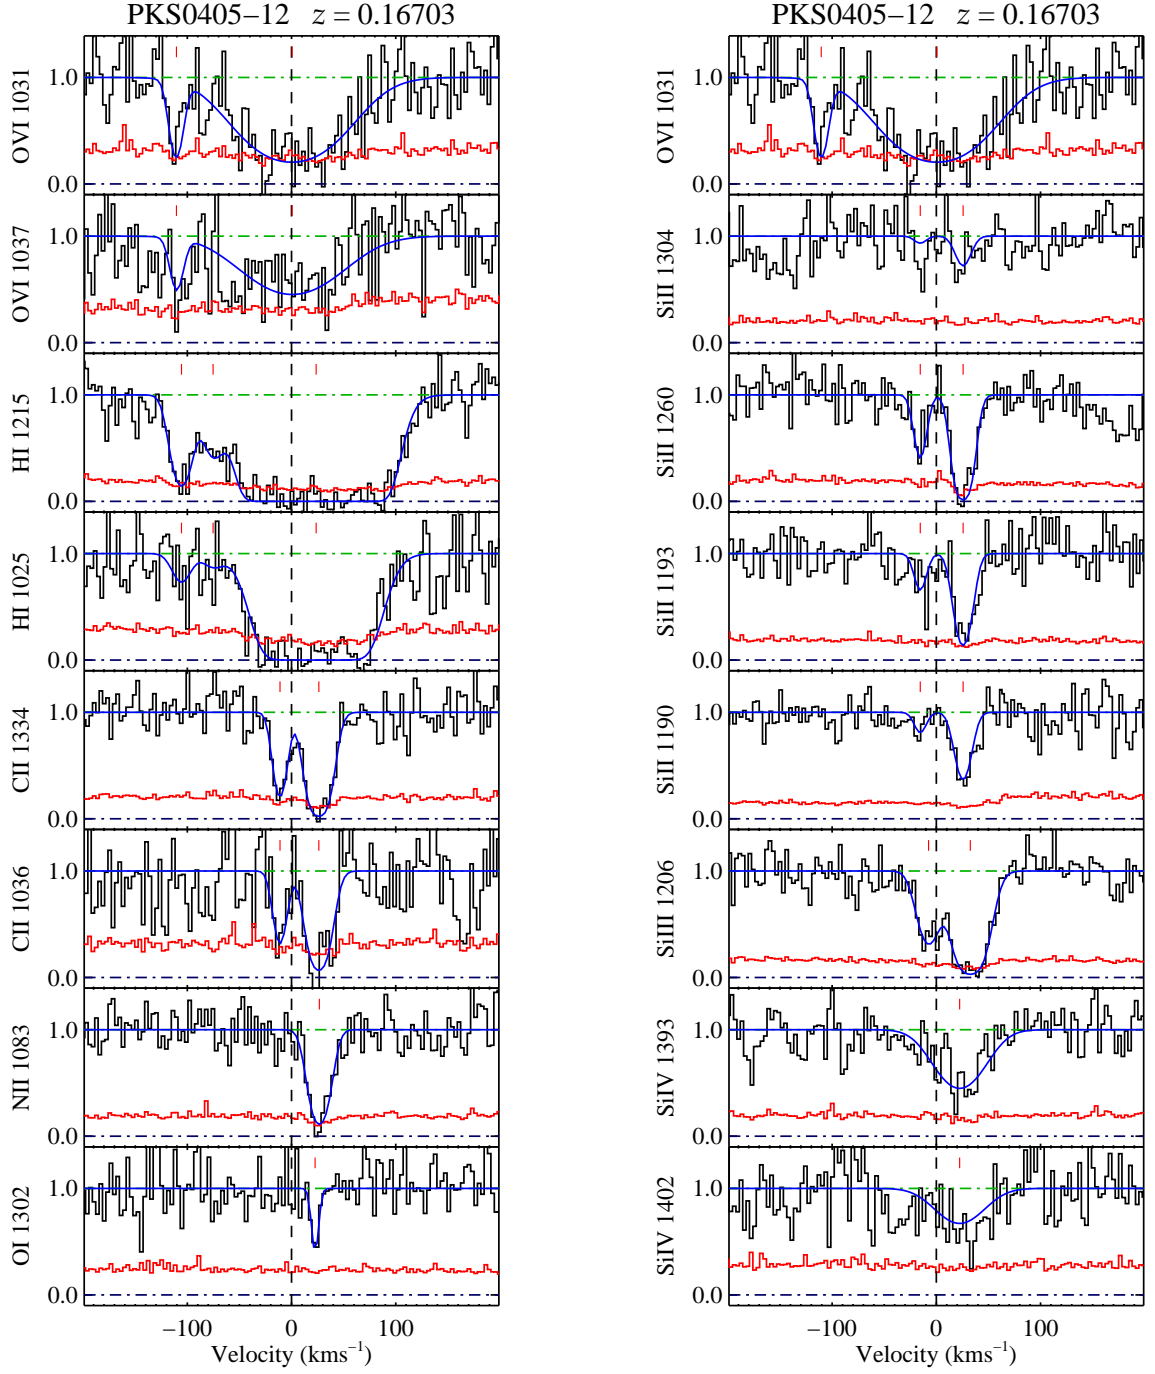 PKS0405−12 z = 0.16703
OVI 1031
1.0
0.0
OVI 1037
1.0
0.0
HI 1215
1.0
0.0
HI 1025
1.0
0.0
CII 1334
1.0
0.0
CII 1036
1.0
0.0
NII 1083
1.0
0.0
OI 1302
1.0
0.0
−100 0 100
Velocity (kms⁻¹)
PKS0405−12 z = 0.16703
OVI 1031
1.0
0.0
SiII 1304
1.0
0.0
SiII 1260
1.0
0.0
SiII 1193
1.0
0.0
SiII 1190
1.0
0.0
SiIII 1206
1.0
0.0
SiIV 1393
1.0
0.0
SiIV 1402
1.0
0.0
−100 0 100
Velocity (kms⁻¹)